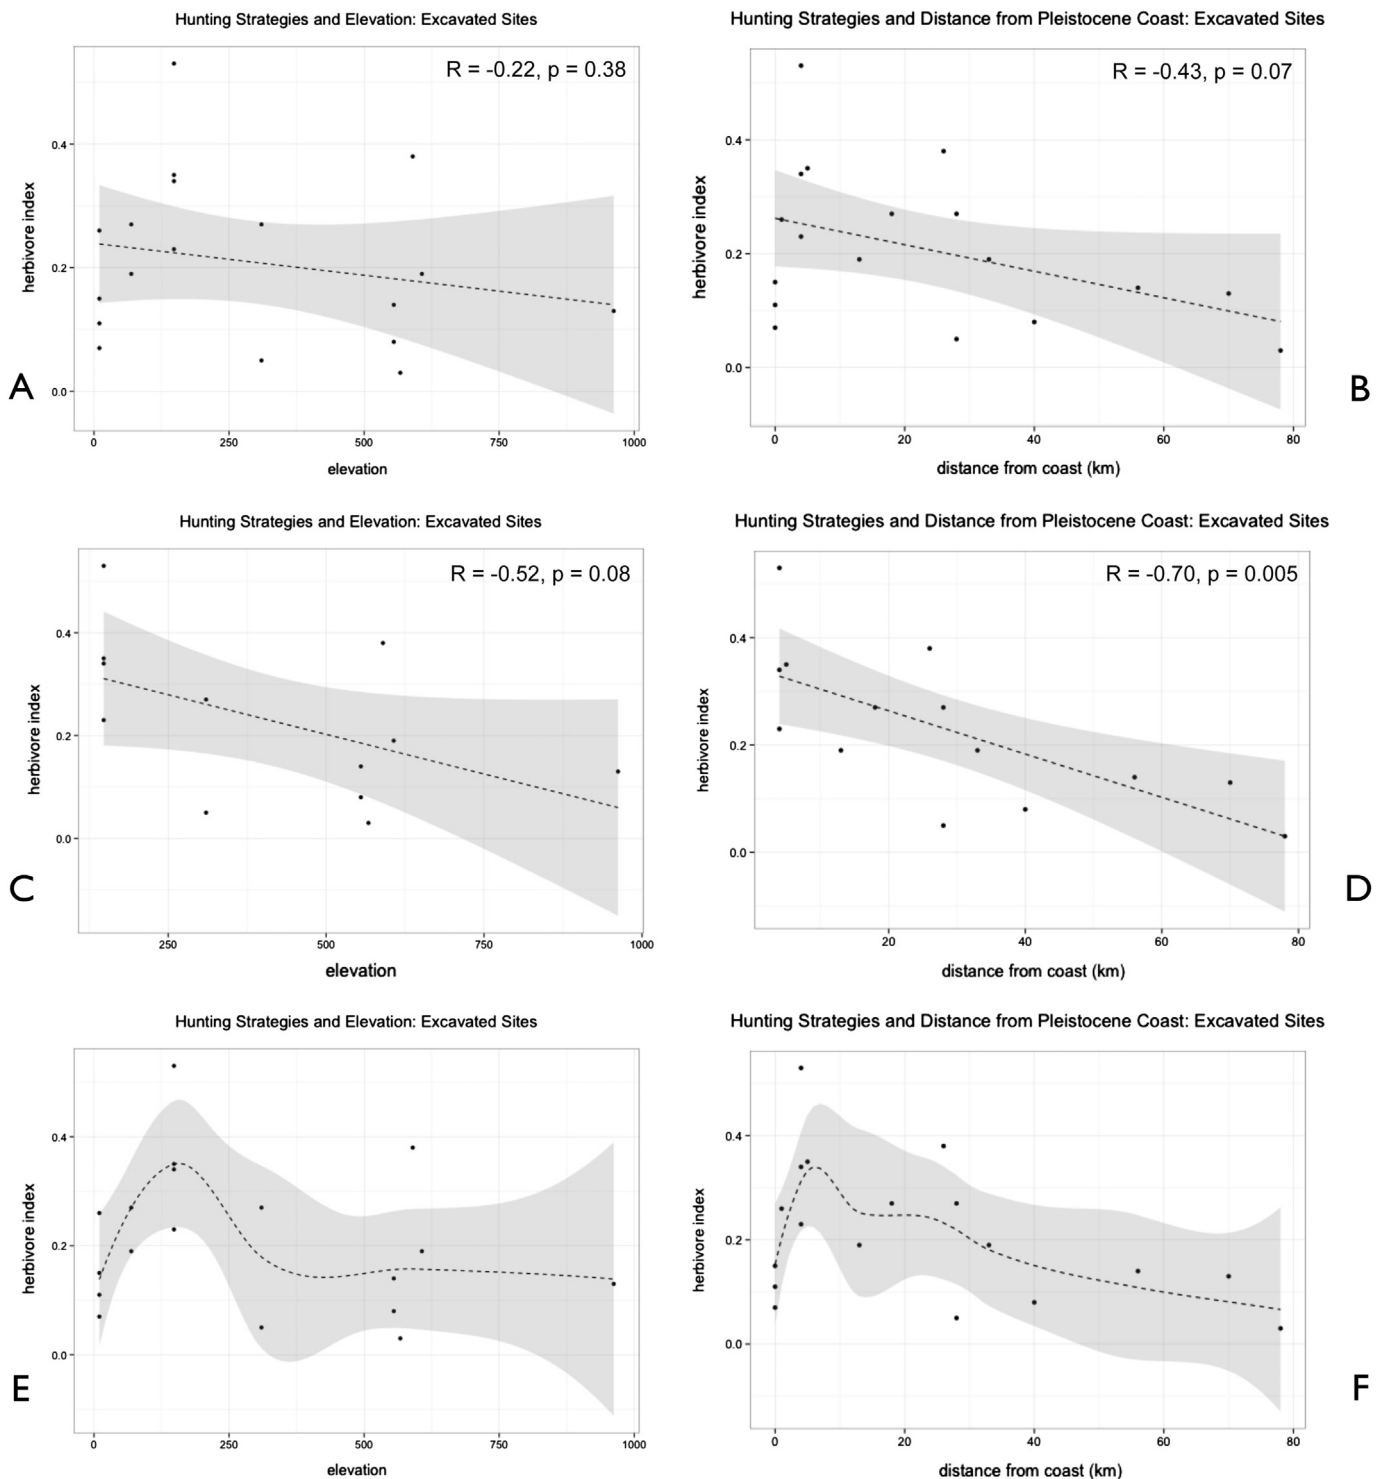 Hunting Strategies and Elevation: Excavated Sites
R = -0.22, p = 0.38
herbivore index
0.4
0.2
0.0
0 250 500 750 1000
elevation
A
Hunting Strategies and Distance from Pleistocene Coast: Excavated Sites
R = -0.43, p = 0.07
herbivore index
0.4
0.2
0.0
0 20 40 60 80
distance from coast (km)
B
Hunting Strategies and Elevation: Excavated Sites
R = -0.52, p = 0.08
herbivore index
0.4
0.2
0.0
250 500 750 1000
elevation
C
Hunting Strategies and Distance from Pleistocene Coast: Excavated Sites
R = -0.70, p = 0.005
herbivore index
0.4
0.2
0.0
20 40 60 80
distance from coast (km)
D
Hunting Strategies and Elevation: Excavated Sites
herbivore index
0.4
0.2
0.0
0 250 500 750 1000
elevation
E
Hunting Strategies and Distance from Pleistocene Coast: Excavated Sites
herbivore index
0.4
0.2
0.0
0 20 40 60 80
distance from coast (km)
F